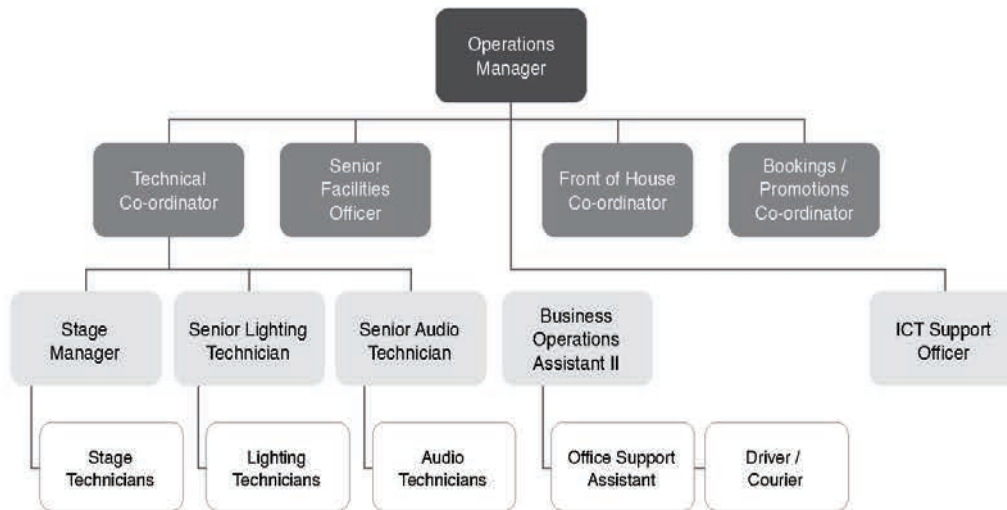 Operations
Manager
Technical
Co-ordinator
Senior
Facilities
Officer
Front of House
Co-ordinator
Bookings /
Promotions
Co-ordinator
Stage
Manager
Senior Lighting
Technician
Senior Audio
Technician
Business
Operations
Assistant II
ICT Support
Officer
Stage
Technicians
Lighting
Technicians
Audio
Technicians
Office Support
Assistant
Driver /
Courier